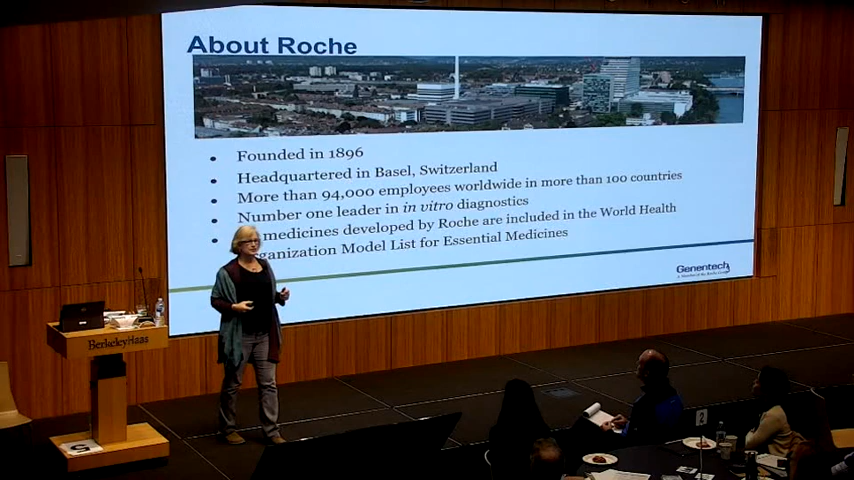 About Roche
Founded in 1896
Headquartered in Basel, Switzerland
More than 94,000 employees worldwide in more than 100 countries
Number one leader in in vitro diagnostics
medicines developed by Roche are included in the World Health
Organization Model List for Essential Medicines
Genentech
BerkeleyHaas
2